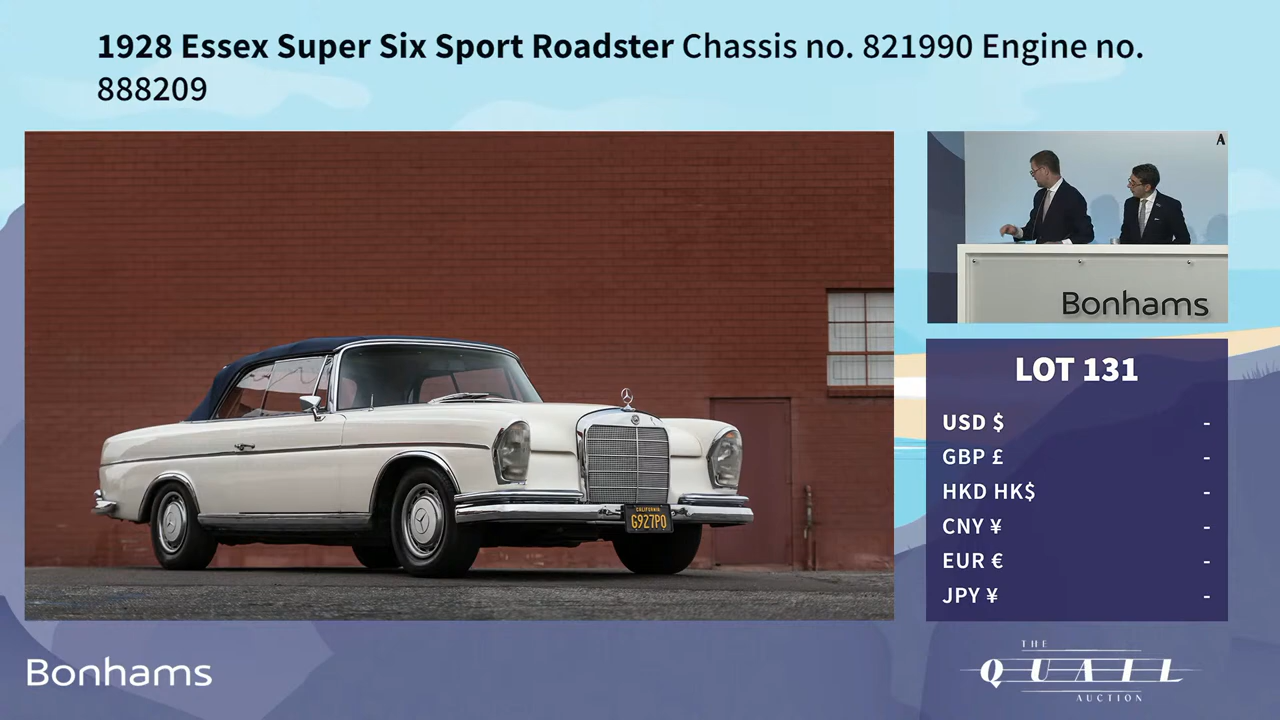 1928 Essex Super Six Sport Roadster Chassis no. 821990 Engine no.
888209
A
Bonhams
LOT 131
USD $ -
GBP £ -
HKD HK$ -
CNY ¥ -
EUR € -
JPY ¥ -
CALIFORNIA
G927PO
Bonhams
THE
QUAIL
AUCTION